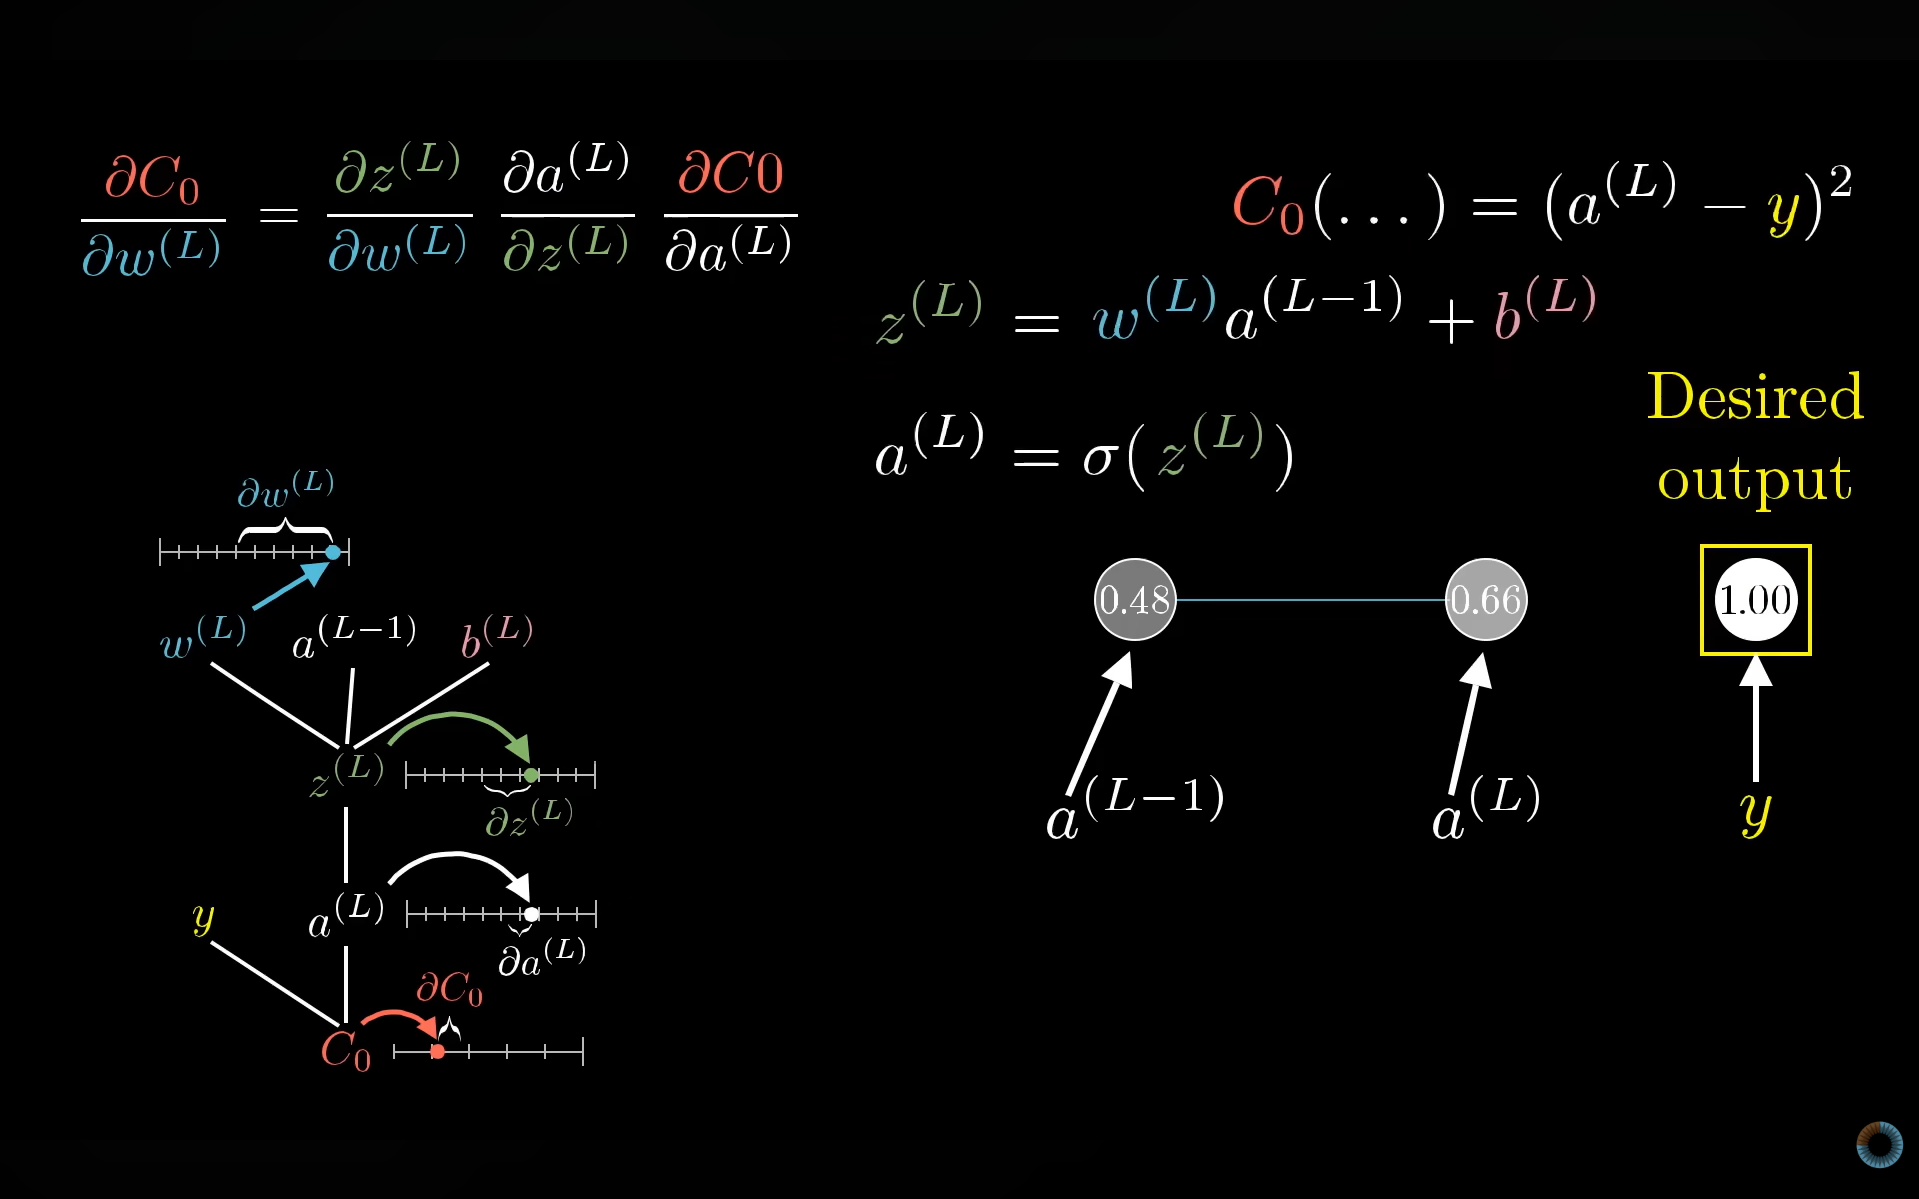 ∂C₀/∂w⁽ᴸ⁾ = ∂z⁽ᴸ⁾/∂w⁽ᴸ⁾ ∂a⁽ᴸ⁾/∂z⁽ᴸ⁾ ∂C0/∂a⁽ᴸ⁾
C₀(...) = (a⁽ᴸ⁾ − y)²
z⁽ᴸ⁾ = w⁽ᴸ⁾a⁽ᴸ⁻¹⁾ + b⁽ᴸ⁾
a⁽ᴸ⁾ = σ(z⁽ᴸ⁾)
Desired
output
0.48 0.66 1.00
a⁽ᴸ⁻¹⁾ a⁽ᴸ⁾ y
∂w⁽ᴸ⁾
w⁽ᴸ⁾ a⁽ᴸ⁻¹⁾ b⁽ᴸ⁾
z⁽ᴸ⁾
∂z⁽ᴸ⁾
y a⁽ᴸ⁾
∂a⁽ᴸ⁾
∂C₀
C₀